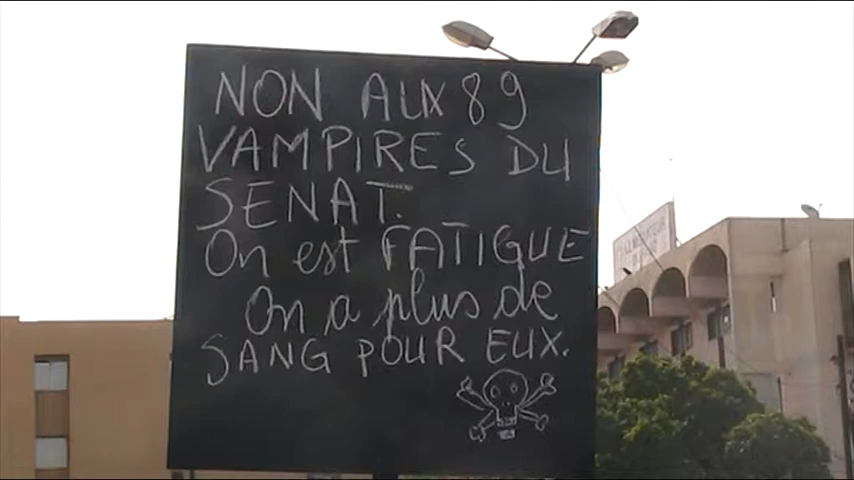 NON AUX 89
VAMPIRES DU
SENAT.
On est FATIGUE
On a plus de
SANG POUR EUX.